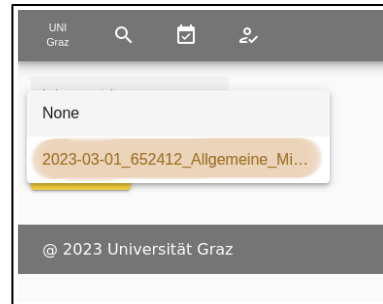 UNI
Graz
None
2023-03-01_652412_Allgemeine_Mi...
@ 2023 Universität Graz